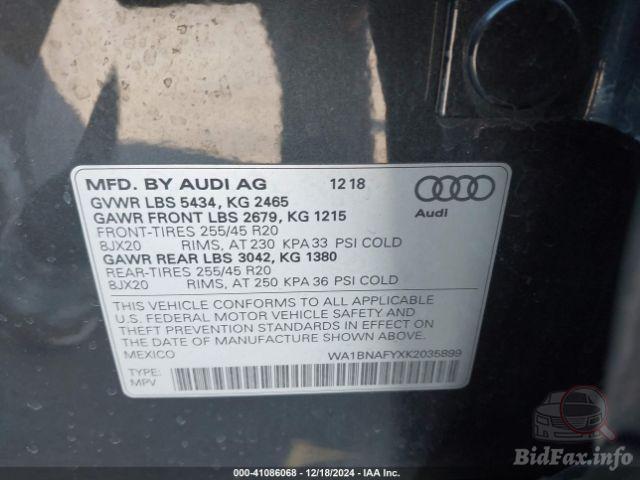 MFD. BY AUDI AG 12 18
GVWR LBS 5434, KG 2465
GAWR FRONT LBS 2679, KG 1215
FRONT-TIRES 255/45 R20
8JX20 RIMS, AT 230 KPA 33 PSI COLD
GAWR REAR LBS 3042, KG 1380
REAR-TIRES 255/45 R20
8JX20 RIMS, AT 250 KPA 36 PSI COLD
Audi
THIS VEHICLE CONFORMS TO ALL APPLICABLE
U.S. FEDERAL MOTOR VEHICLE SAFETY AND
THEFT PREVENTION STANDARDS IN EFFECT ON
THE DATE OF MANUFACTURE SHOWN ABOVE.
MEXICO WA1BNAFYXK2035899
TYPE:
MPV
BidFax.info
000-41086068 - 12/18/2024 - IAA Inc.